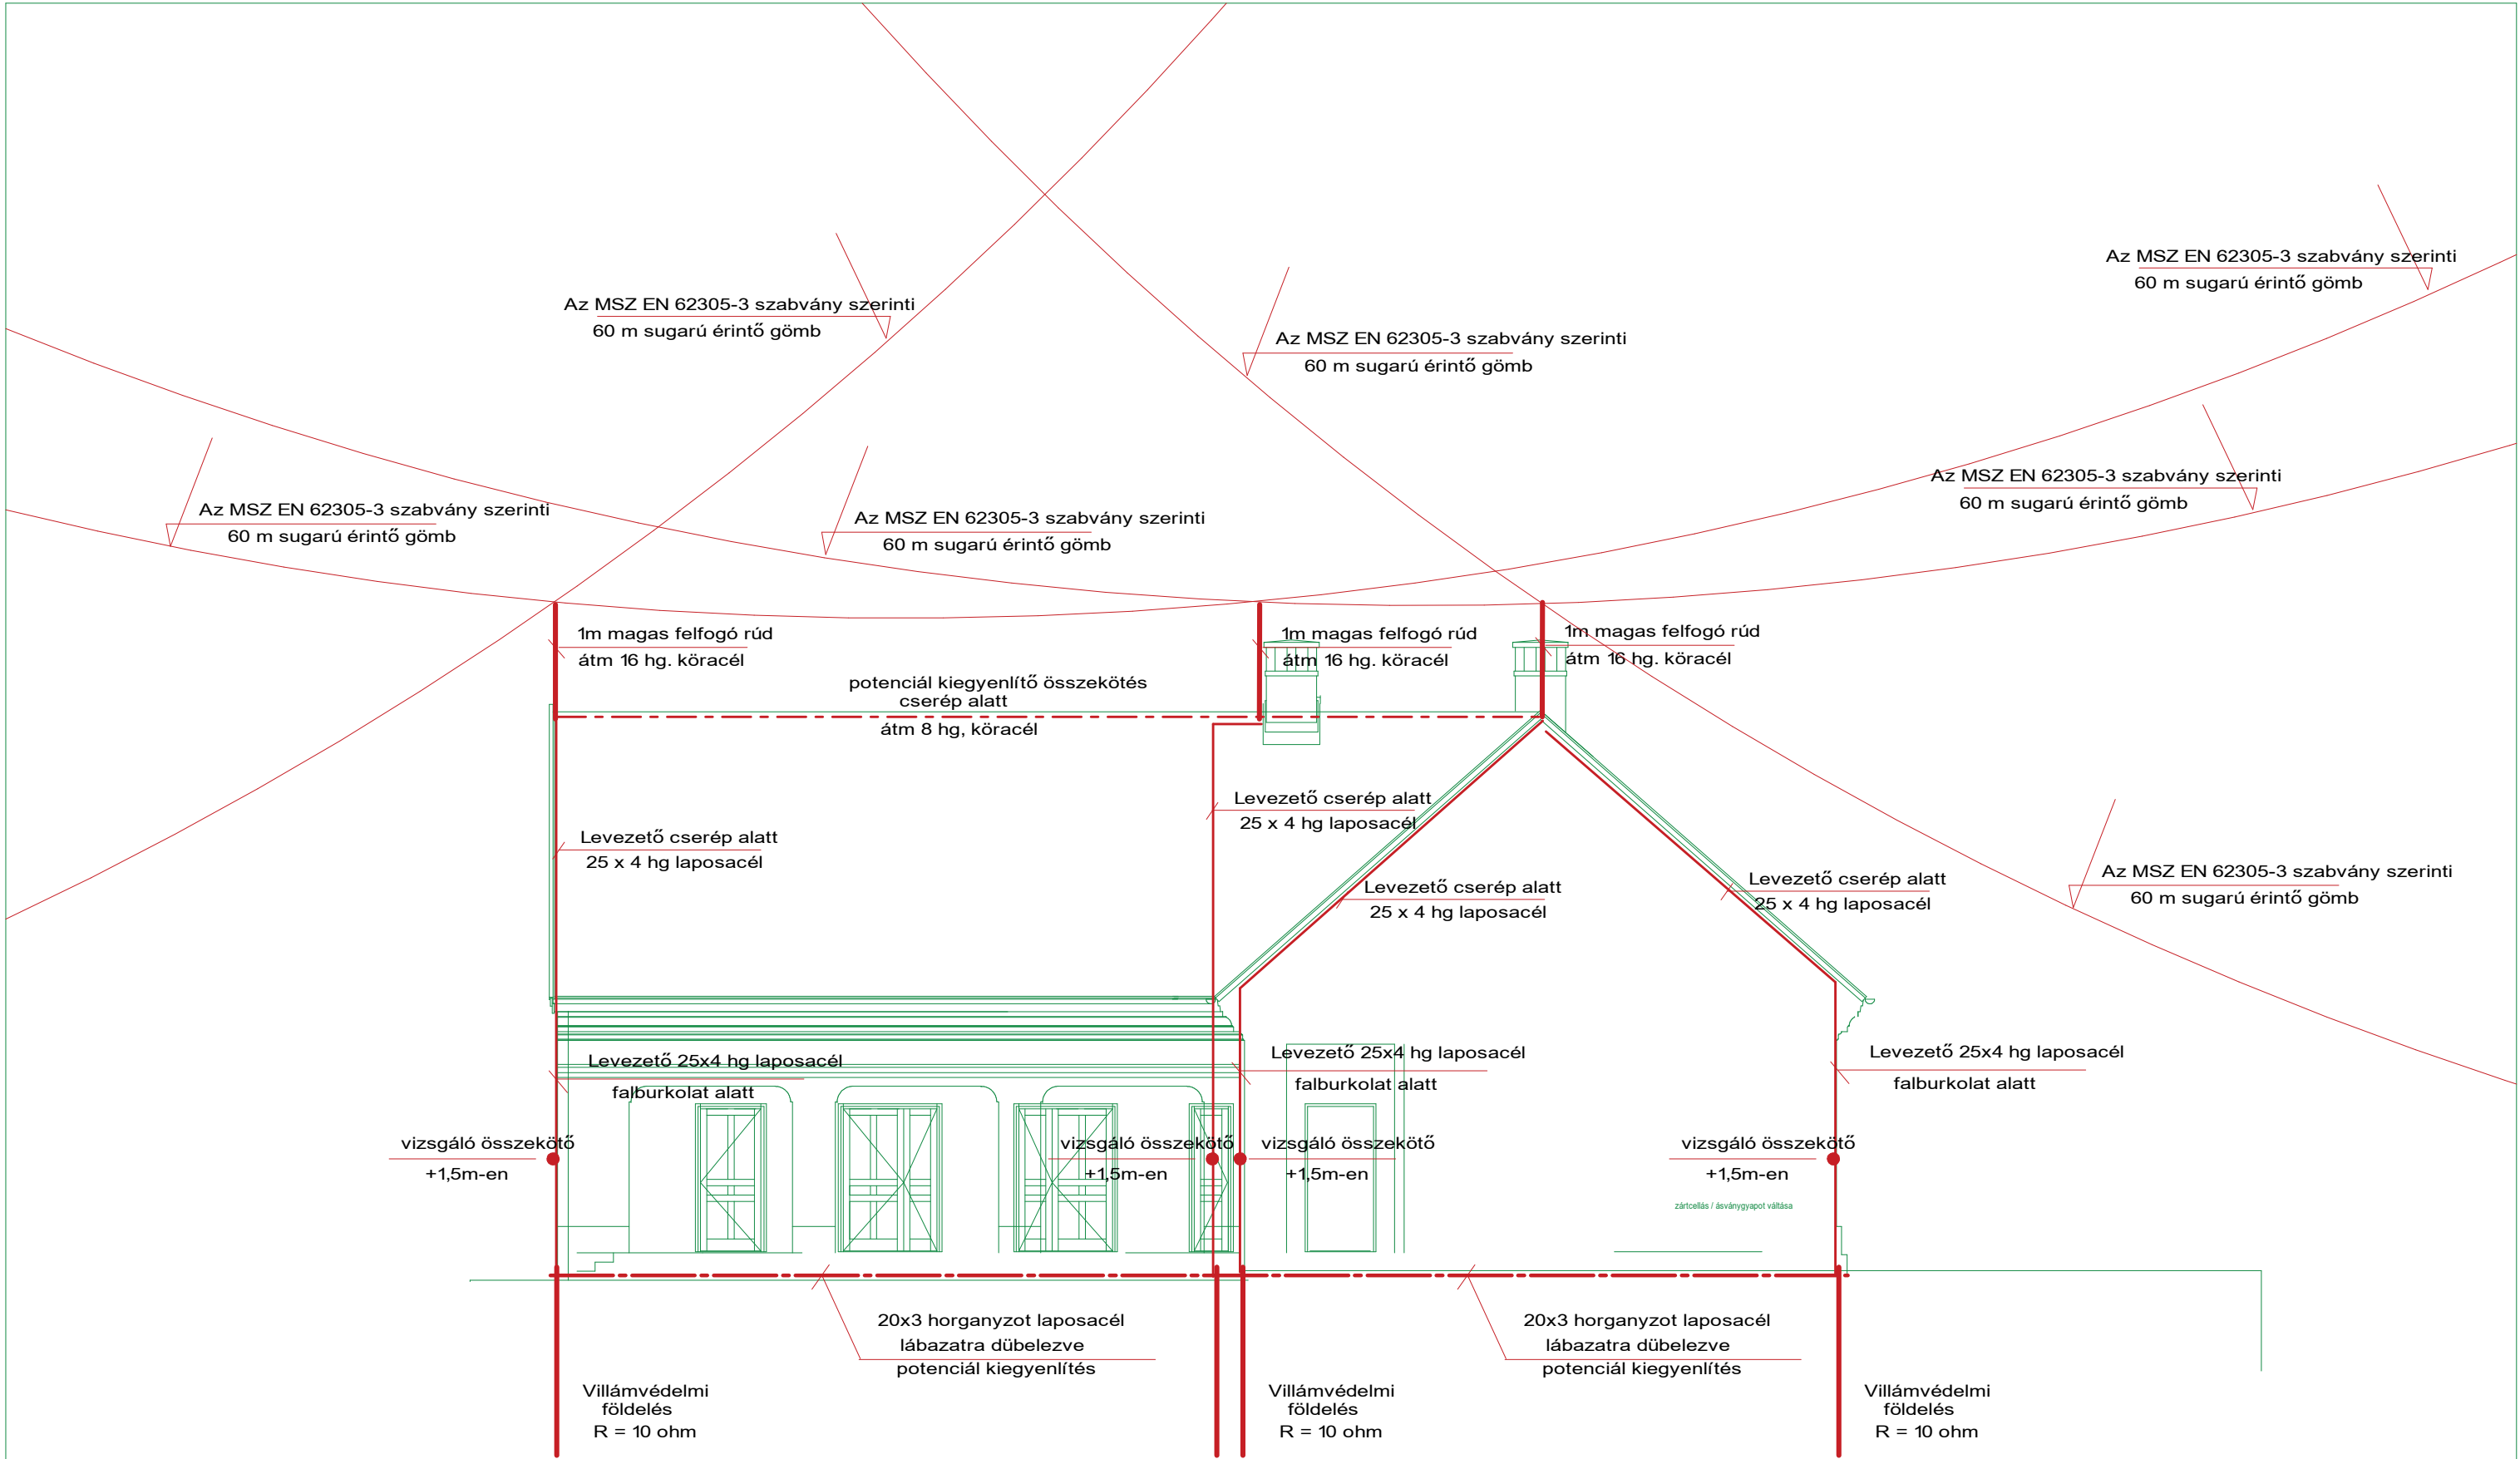 Az MSZ EN 62305-3 szabvány szerinti
60 m sugarú érintő gömb
Az MSZ EN 62305-3 szabvány szerinti
60 m sugarú érintő gömb
Az MSZ EN 62305-3 szabvány szerinti
60 m sugarú érintő gömb
Az MSZ EN 62305-3 szabvány szerinti
60 m sugarú érintő gömb
Az MSZ EN 62305-3 szabvány szerinti
60 m sugarú érintő gömb
Az MSZ EN 62305-3 szabvány szerinti
60 m sugarú érintő gömb
1m magas felfogó rúd
átm 16 hg. köracél
1m magas felfogó rúd
átm 16 hg. köracél
1m magas felfogó rúd
átm 16 hg. köracél
potenciál kiegyenlítő összekötés
cserép alatt
átm 8 hg, köracél
Levezető cserép alatt
25 x 4 hg laposacél
Levezető cserép alatt
25 x 4 hg laposacél
Levezető cserép alatt
25 x 4 hg laposacél
Levezető cserép alatt
25 x 4 hg laposacél
Az MSZ EN 62305-3 szabvány szerinti
60 m sugarú érintő gömb
Levezető 25x4 hg laposacél
falburkolat alatt
Levezető 25x4 hg laposacél
falburkolat alatt
Levezető 25x4 hg laposacél
falburkolat alatt
vizsgáló összekötő
+1,5m-en
vizsgáló összekötő
+1,5m-en
vizsgáló összekötő
+1,5m-en
vizsgáló összekötő
+1,5m-en
zártcellás / ásványgyapot váltása
20x3 horganyzot laposacél
lábazatra dübelezve
potenciál kiegyenlítés
20x3 horganyzot laposacél
lábazatra dübelezve
potenciál kiegyenlítés
Villámvédelmi
földelés
R = 10 ohm
Villámvédelmi
földelés
R = 10 ohm
Villámvédelmi
földelés
R = 10 ohm